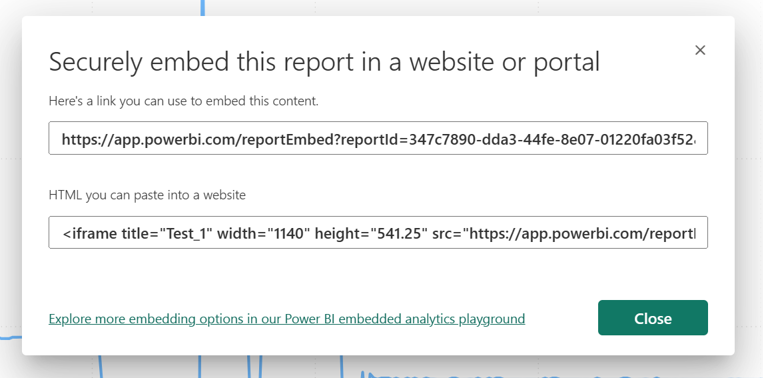 Securely embed this report in a website or portal
Here's a link you can use to embed this content.
https://app.powerbi.com/reportEmbed?reportId=347c7890-dda3-44fe-8e07-01220fa03f52
HTML you can paste into a website
<iframe title="Test_1" width="1140" height="541.25" src="https://app.powerbi.com/report
Explore more embedding options in our Power BI embedded analytics playground
Close